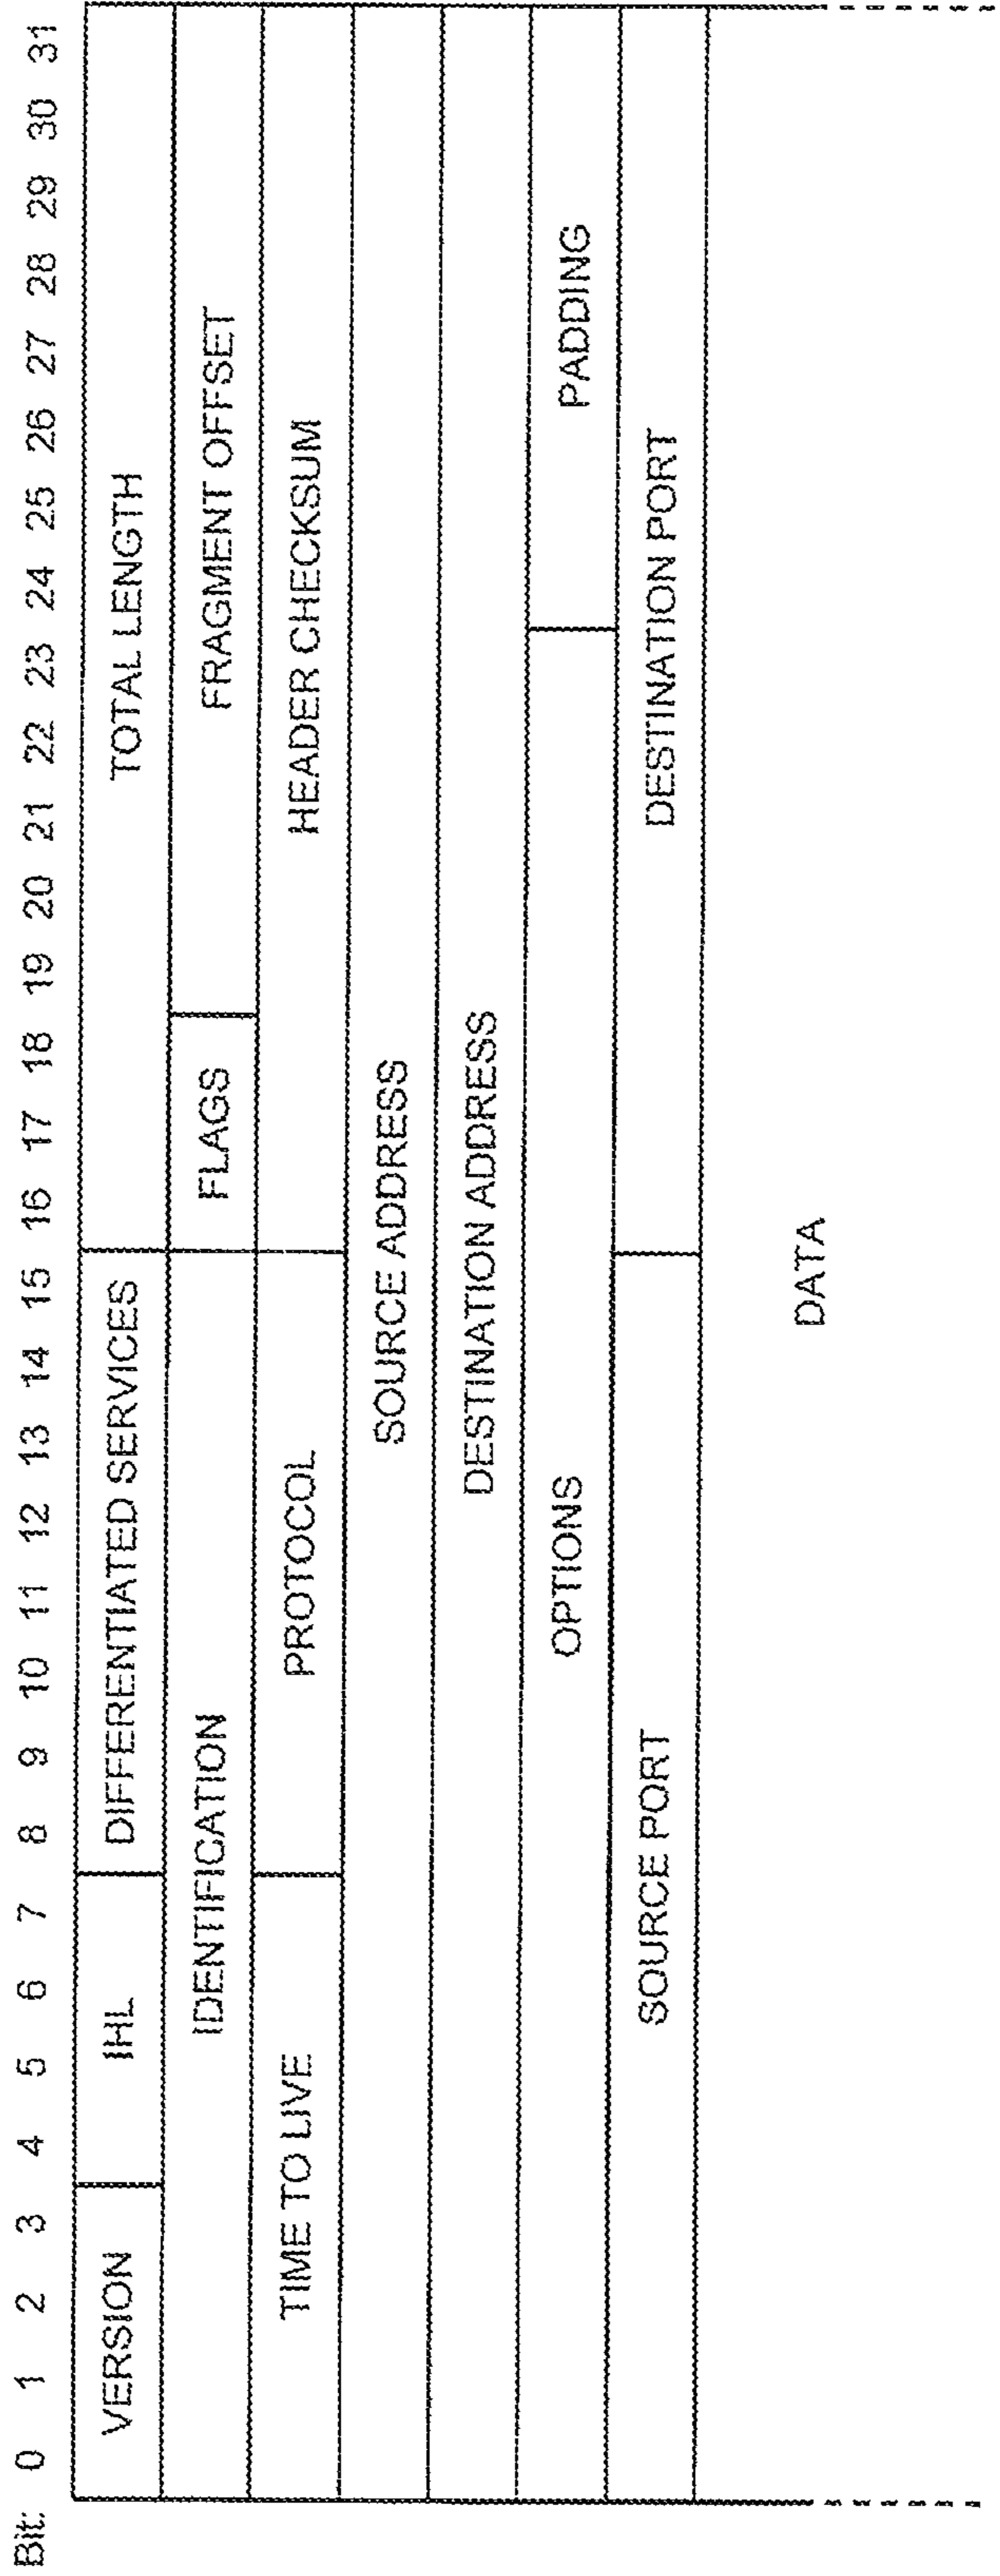 Bit: 0 1 2 3 4 5 6 7 8 9 10 11 12 13 14 15 16 17 18 19 20 21 22 23 24 25 26 27 28 29 30 31
VERSION IHL DIFFERENTIATED SERVICES TOTAL LENGTH
IDENTIFICATION FLAGS FRAGMENT OFFSET
TIME TO LIVE PROTOCOL HEADER CHECKSUM
SOURCE ADDRESS
DESTINATION ADDRESS
OPTIONS PADDING
SOURCE PORT DESTINATION PORT
DATA